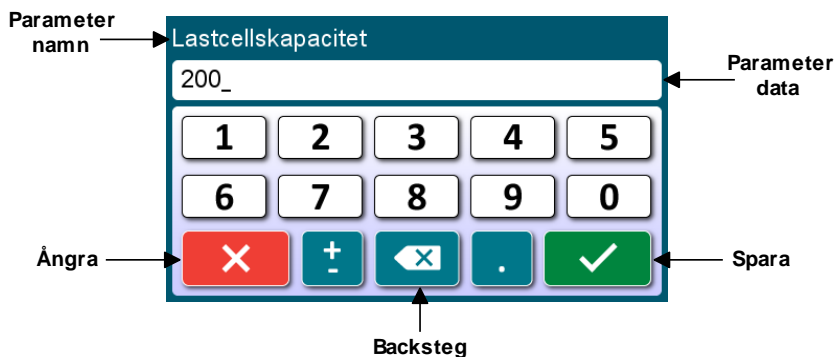 Parameter
namn
Lastcellskapacitet
200_
Parameter
data
1 2 3 4 5
6 7 8 9 0
Ångra
+
-
.
Spara
Backsteg